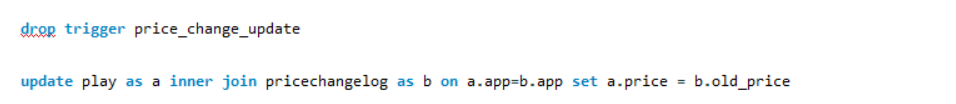 drop trigger price_change_update
update play as a inner join pricechangelog as b on a.app=b.app set a.price = b.old_price